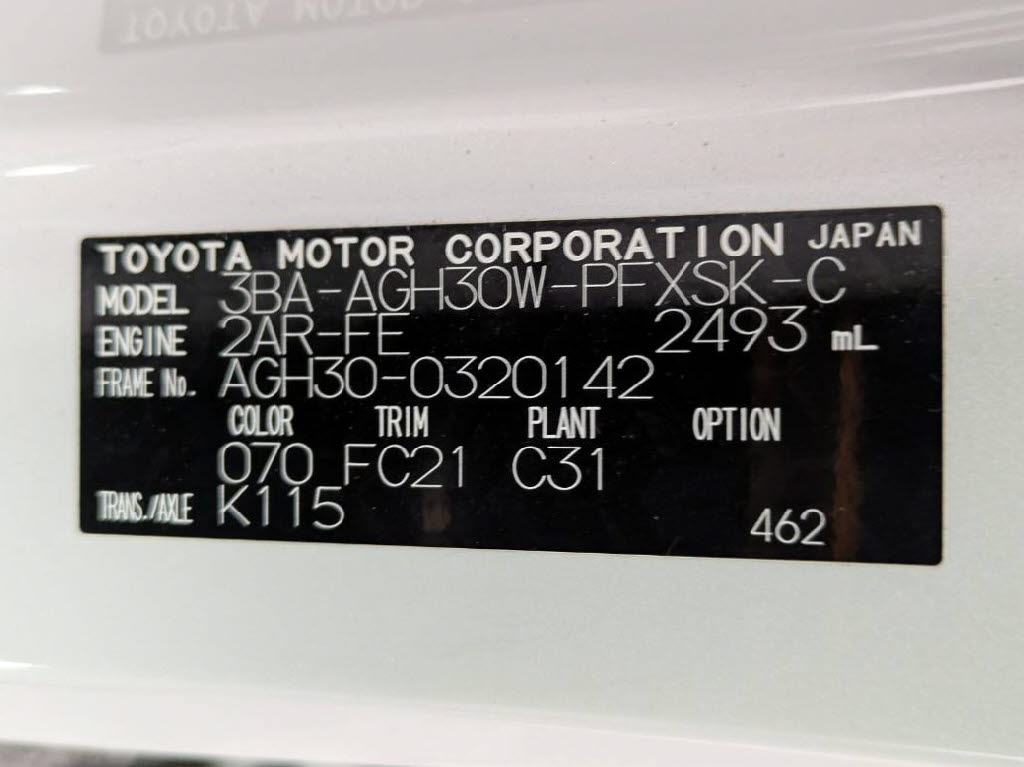 TOYOTA MOTOR CORPORATION JAPAN
MODEL 3BA-AGH30W-PFXSK-C
ENGINE 2AR-FE 2493 mL
FRAME No. AGH30-0320142
COLOR TRIM PLANT OPTION
070 FC21 C31
TRANS./AXLE K115 462